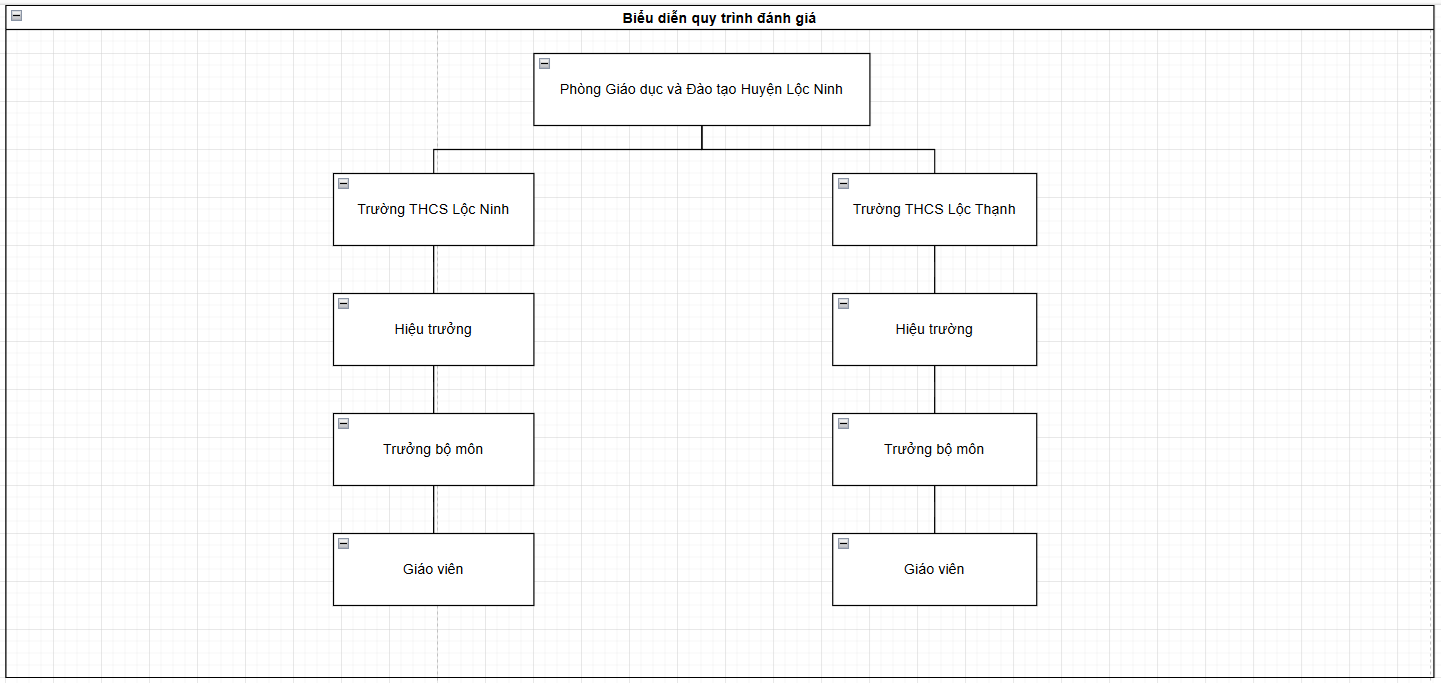 Biểu diễn quy trình đánh giá
Phòng Giáo dục và Đào tạo Huyện Lộc Ninh
Trường THCS Lộc Ninh
Trường THCS Lộc Thạnh
Hiệu trưởng
Hiệu trường
Trưởng bộ môn
Trưởng bộ môn
Giáo viên
Giáo viên